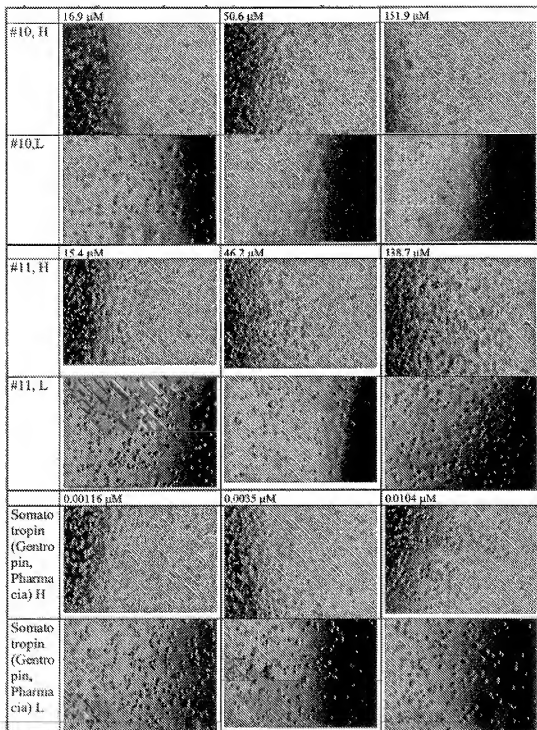 16.9 µM 50.6 µM 151.9 µM
#10, H
#10,L
15.4 µM 46.2 µM 138.7 µM
#11, H
#11, L
0.00116 µM 0.0035 µM 0.0104 µM
Somato
tropin
(Gentro
pin,
Pharma
cia) H
Somato
tropin
(Gentro
pin,
Pharma
cia) L